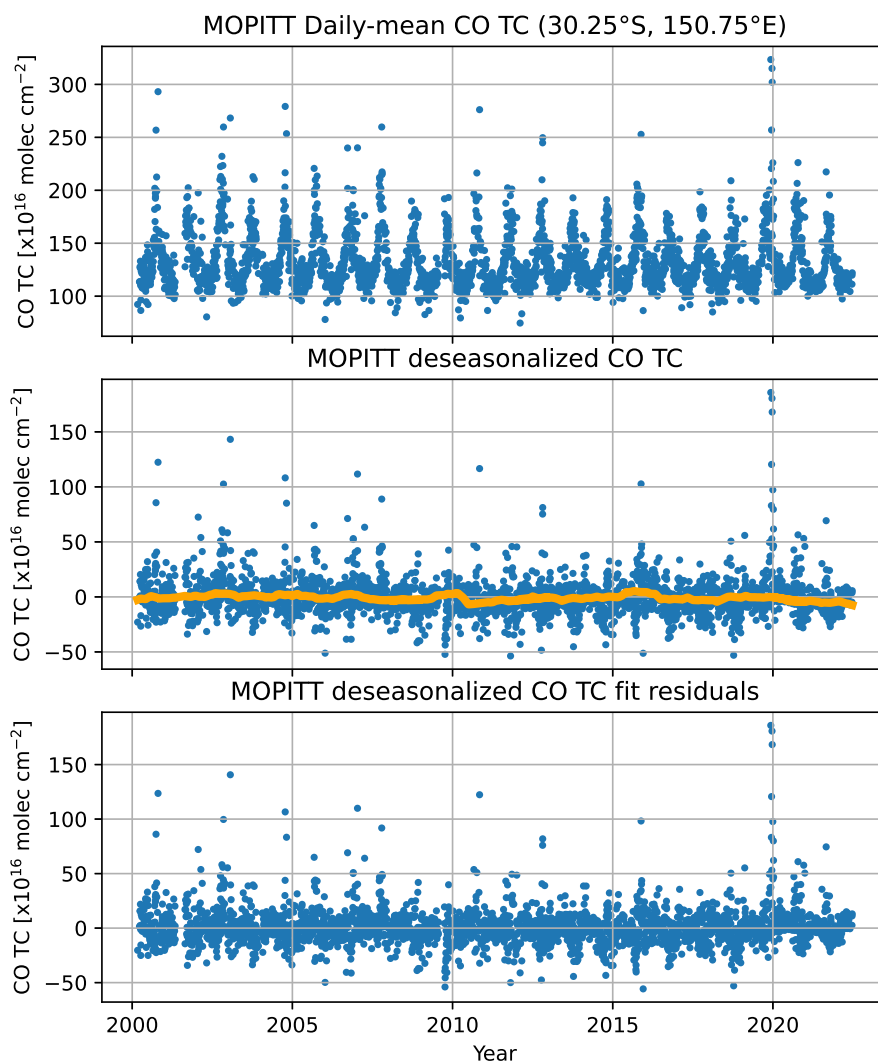 MOPITT Daily-mean CO TC (30.25°S, 150.75°E)
CO TC [x10¹⁶ molec cm⁻²]
300
250
200
150
100
MOPITT deseasonalized CO TC
CO TC [x10¹⁶ molec cm⁻²]
150
100
50
0
−50
MOPITT deseasonalized CO TC fit residuals
CO TC [x10¹⁶ molec cm⁻²]
150
100
50
0
−50
2000 2005 2010 2015 2020
Year